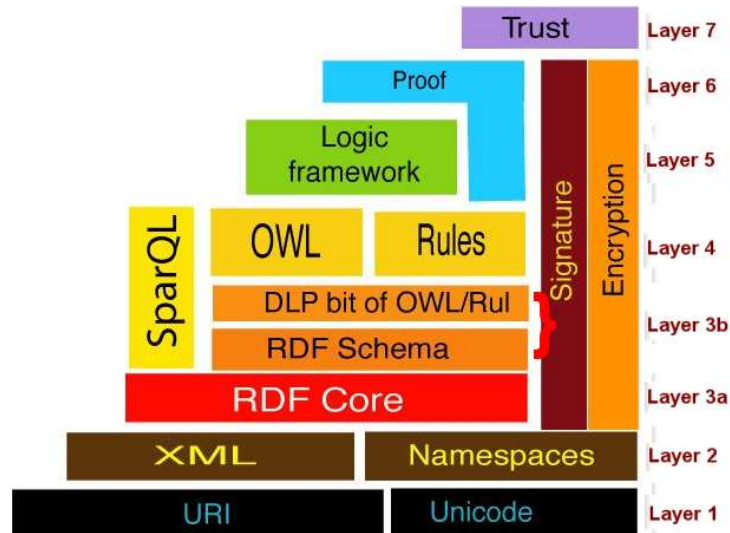 Trust
Layer 7
Proof
Layer 6
Logic
framework
Layer 5
SparQL
OWL
Rules
Signature
Encryption
Layer 4
DLP bit of OWL/Rul
Layer 3b
RDF Schema
RDF Core
Layer 3a
XML
Namespaces
Layer 2
URI
Unicode
Layer 1